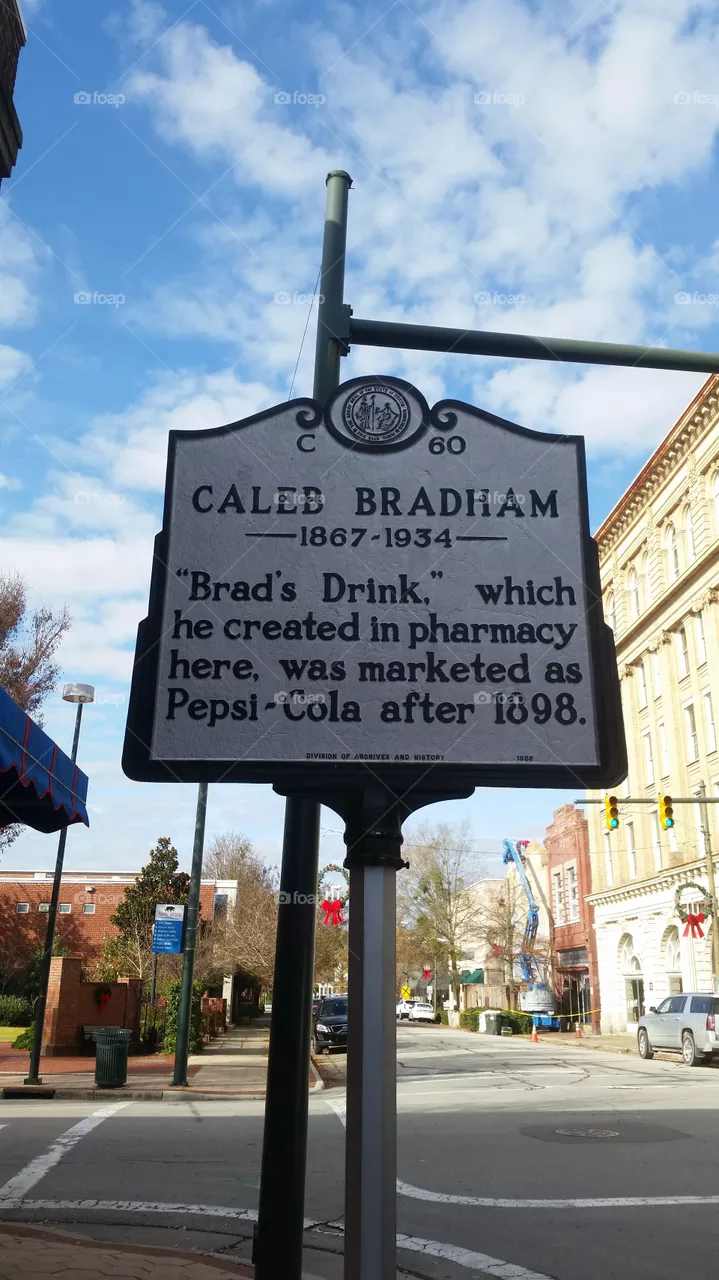 C 60
CALEB BRADHAM
1867-1934
"Brad's Drink," which
he created in pharmacy
here, was marketed as
Pepsi-Cola after 1898.
DIVISION OF ARCHIVES AND HISTORY
foap